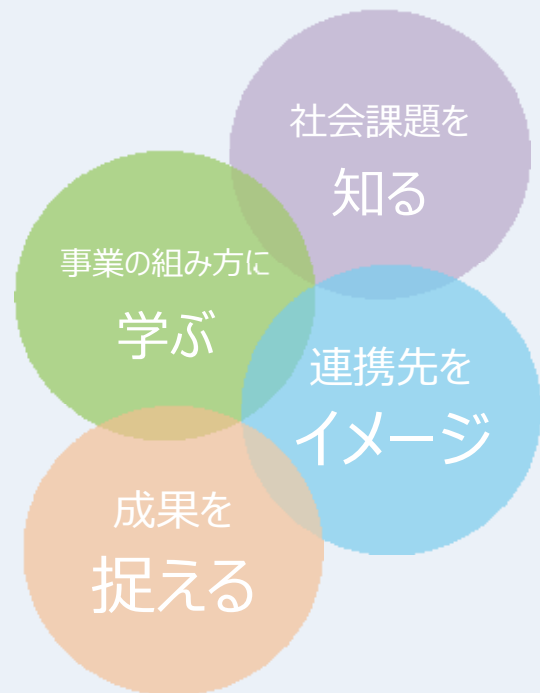 社会課題を
知る
事業の組み方に
学ぶ
連携先を
イメージ
成果を
捉える